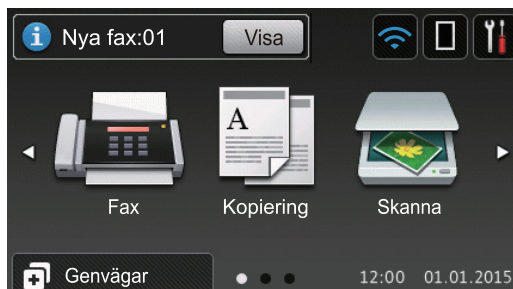 Nya fax:01 Visa
A
Fax Kopiering Skanna
Genvägar 12:00 01.01.2015